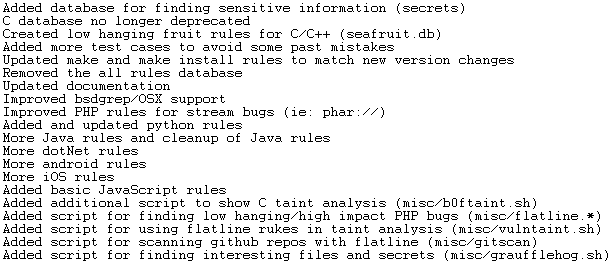 Added database for finding sensitive information (secrets)
C database no longer deprecated
Created low hanging fruit rules for C/C++ (seafruit.db)
Added more test cases to avoid some past mistakes
Updated make and make install rules to match new version changes
Removed the all rules database
Updated documentation
Improved bsdgrep/OSX support
Improved PHP rules for stream bugs (ie: phar://)
Added and updated python rules
More Java rules and cleanup of Java rules
More dotNet rules
More android rules
More iOS rules
Added basic JavaScript rules
Added additional script to show C taint analysis (misc/b0ftaint.sh)
Added script for finding low hanging/high impact PHP bugs (misc/flatline.*)
Added script for using flatline rukes in taint analysis (misc/vulntaint.sh)
Added script for scanning github repos with flatline (misc/gitscan)
Added script for finding interesting files and secrets (misc/graufflehog.sh)